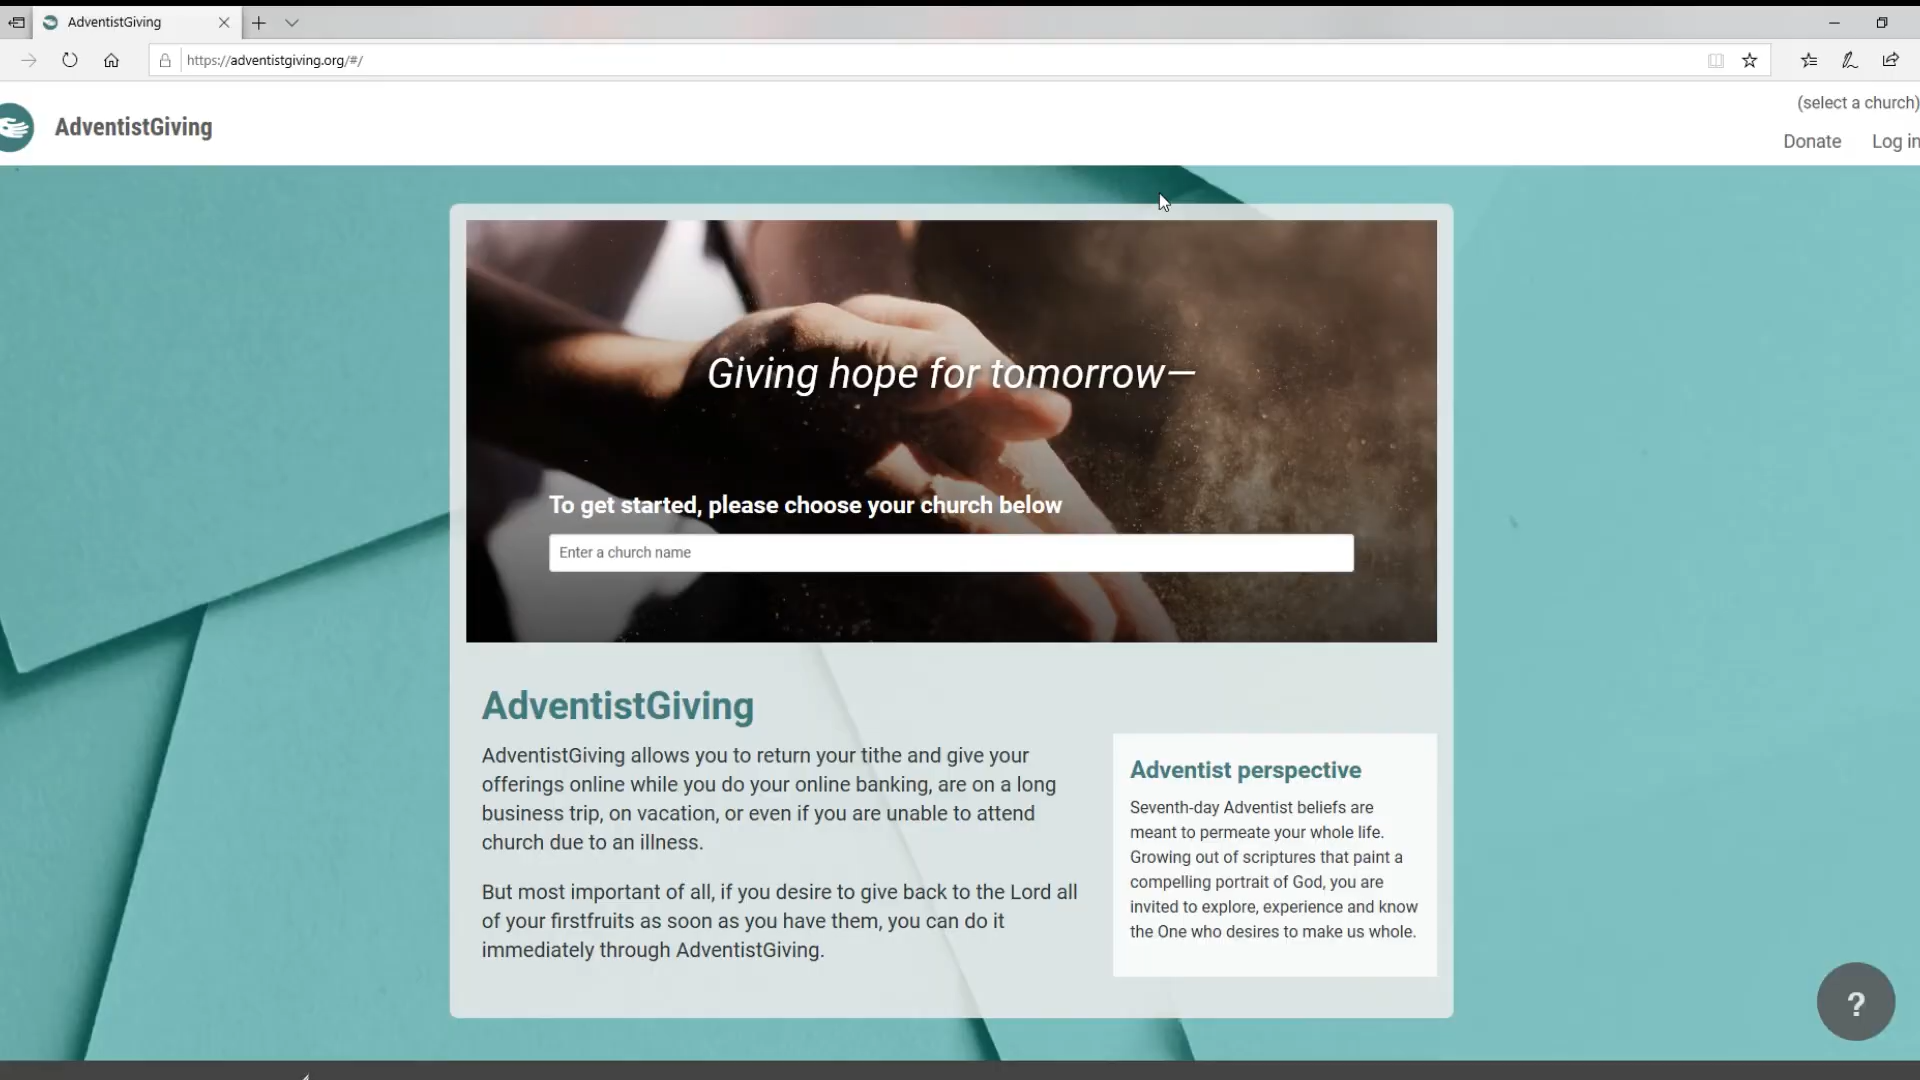 AdventistGiving
https://adventistgiving.org/#/
(select a church)
AdventistGiving
Donate
Log in
Giving hope for tomorrow—
To get started, please choose your church below
Enter a church name
AdventistGiving
AdventistGiving allows you to return your tithe and give your
offerings online while you do your online banking, are on a long
business trip, on vacation, or even if you are unable to attend
church due to an illness.
But most important of all, if you desire to give back to the Lord all
of your firstfruits as soon as you have them, you can do it
immediately through AdventistGiving.
Adventist perspective
Seventh-day Adventist beliefs are
meant to permeate your whole life.
Growing out of scriptures that paint a
compelling portrait of God, you are
invited to explore, experience and know
the One who desires to make us whole.
?